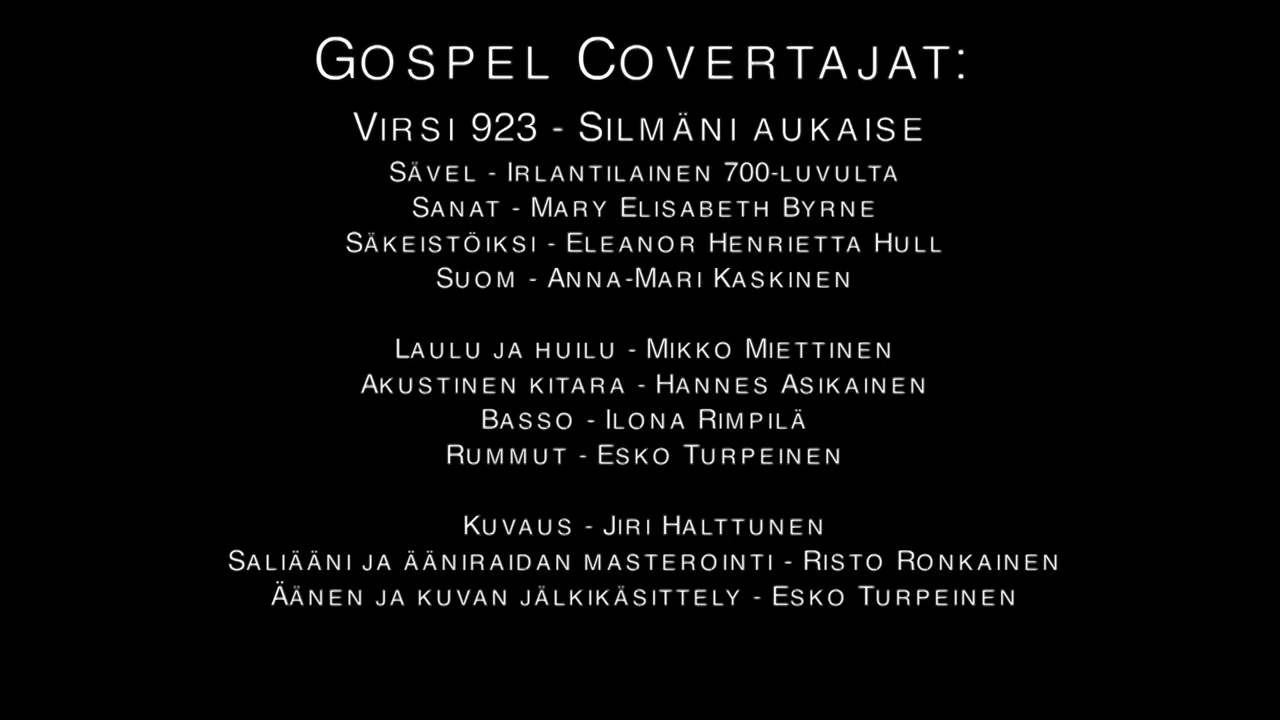 Gospel Covertajat:
Virsi 923 - Silmäni aukaise
Sävel - Irlantilainen 700-luvulta
Sanat - Mary Elisabeth Byrne
Säkeistöiksi - Eleanor Henrietta Hull
Suom - Anna-Mari Kaskinen
Laulu ja huilu - Mikko Miettinen
Akustinen kitara - Hannes Asikainen
Basso - Ilona Rimpilä
Rummut - Esko Turpeinen
Kuvaus - Jiri Halttunen
Saliääni ja ääniraidan masterointi - Risto Ronkainen
Äänen ja kuvan jälkikäsittely - Esko Turpeinen